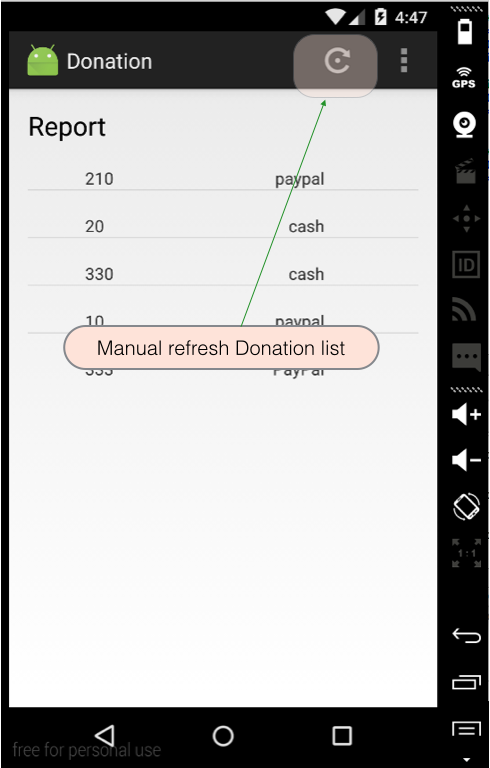 4:47
Donation
GPS
Report
210 paypal
20 cash
ID
330 cash
10 paypal
Manual refresh Donation list
PayPal
1:1
free for personal use